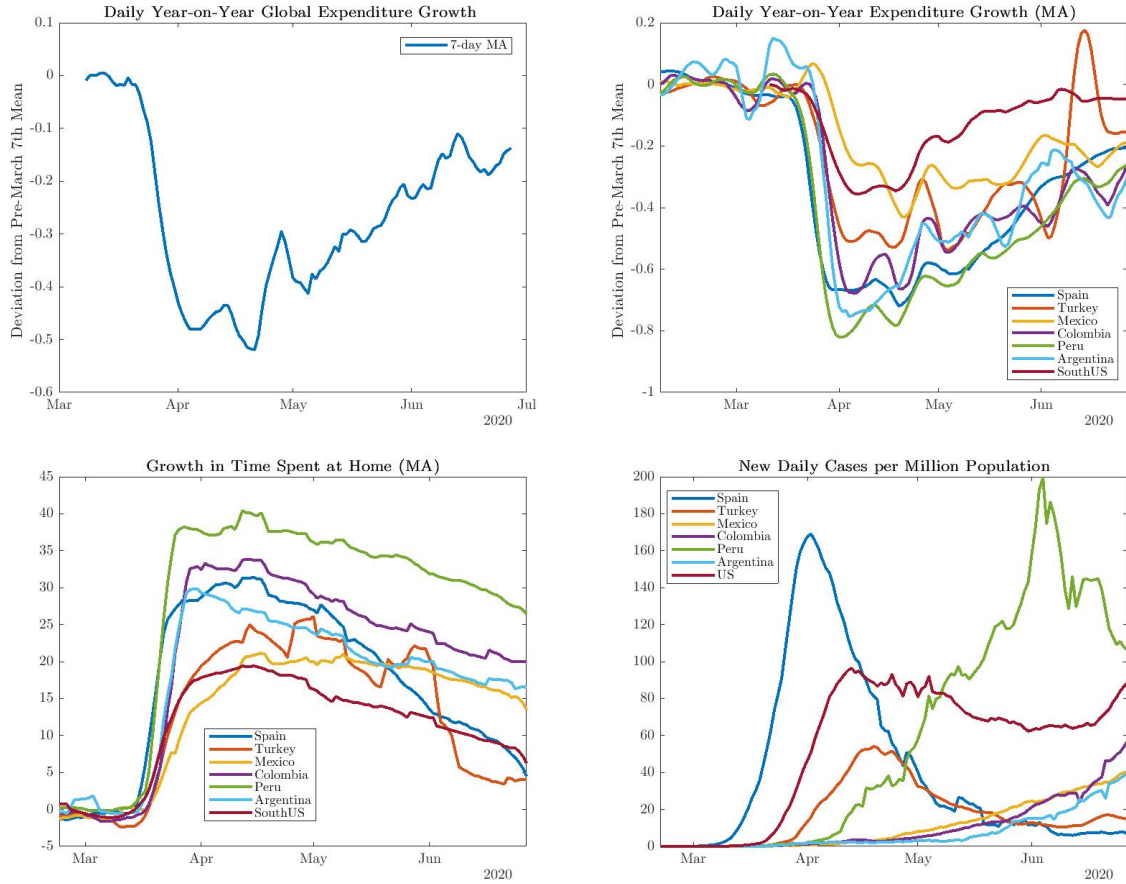 Daily Year-on-Year Global Expenditure Growth
0.1
0
-0.1
-0.2
-0.3
-0.4
-0.5
-0.6
Deviation from Pre-March 7th Mean
7-day MA
Mar
Apr
May
Jun
Jul
2020
Daily Year-on-Year Expenditure Growth (MA)
0.2
0
-0.2
-0.4
-0.6
-0.8
-1
Deviation from Pre-March 7th Mean
Spain
Turkey
Mexico
Colombia
Peru
Argentina
SouthUS
Mar
Apr
May
Jun
2020
Growth in Time Spent at Home (MA)
45
40
35
30
25
20
15
10
5
0
-5
Spain
Turkey
Mexico
Colombia
Peru
Argentina
SouthUS
Mar
Apr
May
Jun
2020
New Daily Cases per Million Population
200
180
160
140
120
100
80
60
40
20
0
Spain
Turkey
Mexico
Colombia
Peru
Argentina
US
Mar
Apr
May
Jun
2020